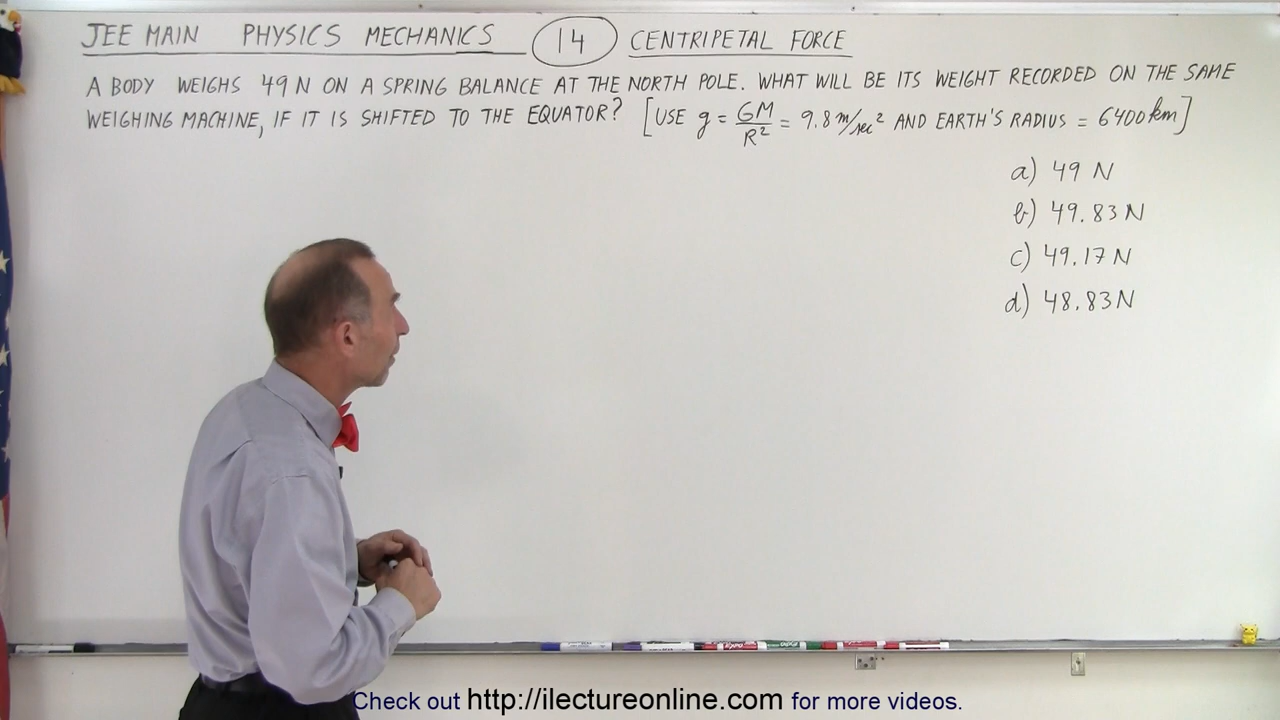 JEE MAIN PHYSICS MECHANICS 14 CENTRIPETAL FORCE
A BODY WEIGHS 49 N ON A SPRING BALANCE AT THE NORTH POLE. WHAT WILL BE ITS WEIGHT RECORDED ON THE SAME
WEIGHING MACHINE, IF IT IS SHIFTED TO THE EQUATOR? [USE g = GM/R² = 9.8 m/sec² AND EARTH'S RADIUS = 6400 km]
a) 49 N
b) 49.83 N
c) 49.17 N
d) 48.83 N
Check out http://ilectureonline.com for more videos.